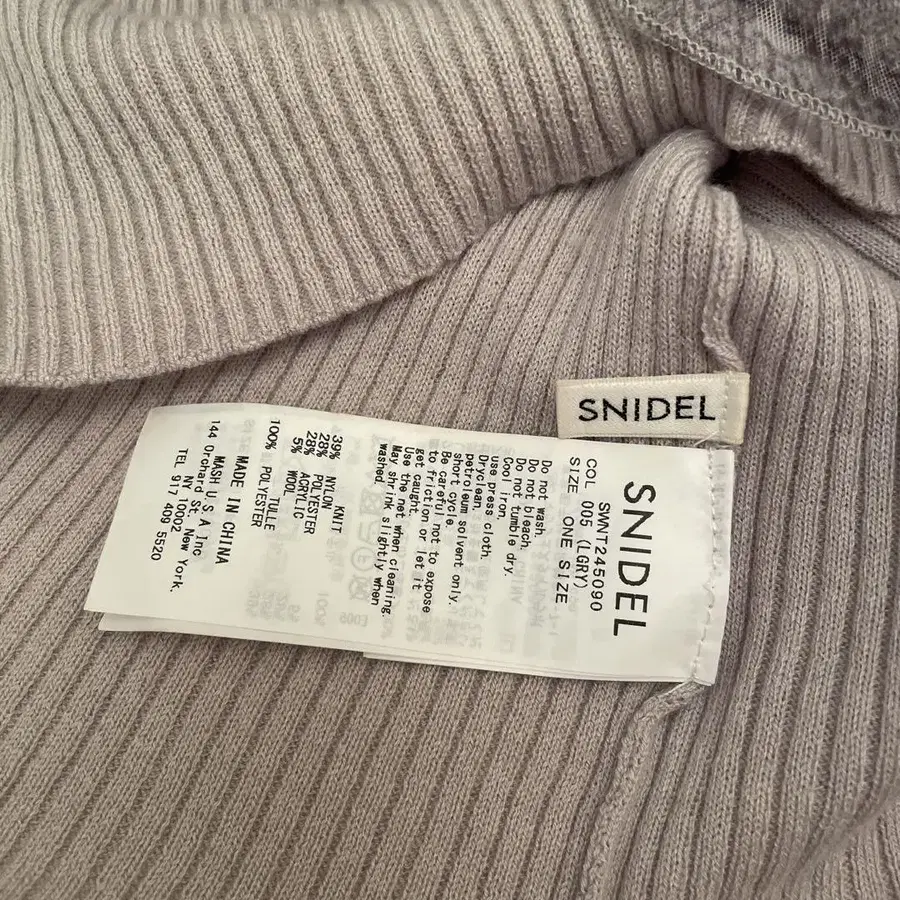 SNIDEL
SNIDEL
SWNT245090
COL 005 (LGRY)
SIZE ONE SIZE
Do not wash.
Do not bleach.
Do not tumble dry.
Cool iron.
use press cloth.
Dryclean.
petroleum solvent only.
short cycle.
Be careful not to expose
to friction or let it
get caught.
Use the net when cleaning.
May shrink slightly when
washed.
KNIT
39% NYLON
28% POLYESTER
28% ACRYLIC
5% WOOL
TULLE
100% POLYESTER
MADE IN CHINA
MASH U S A Inc
144 Orchard St. New York.
NY 10002
TEL 917 409 5520